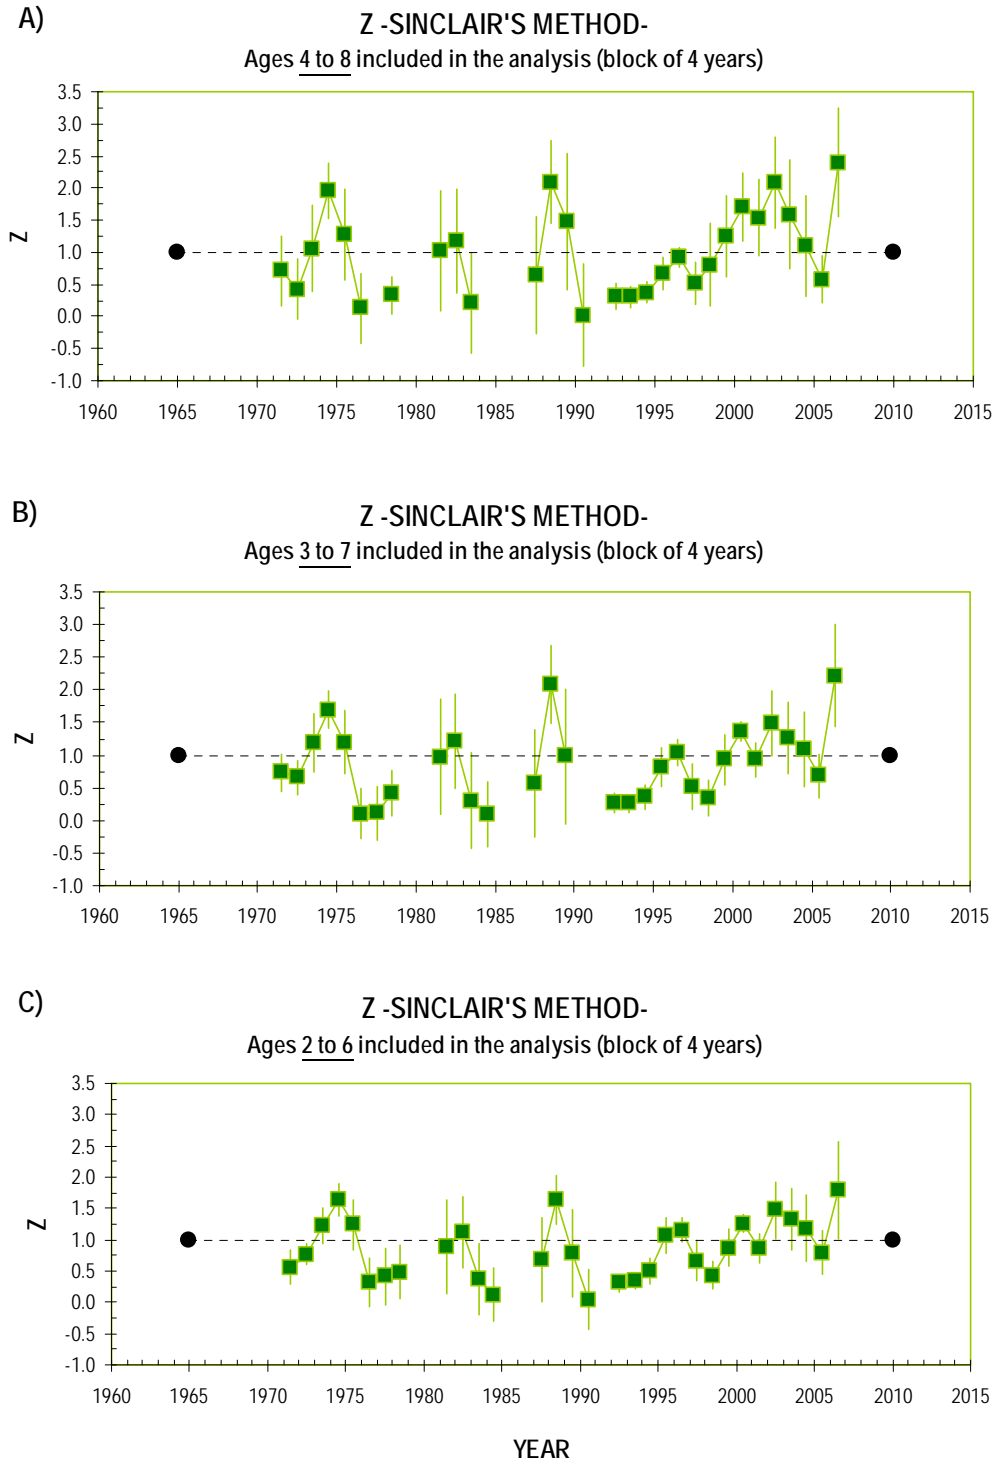 A)
Z -SINCLAIR'S METHOD-
Ages 4 to 8 included in the analysis (block of 4 years)
3.5
3.0
2.5
2.0
1.5
1.0
0.5
0.0
-0.5
-1.0
Z
1960 1965 1970 1975 1980 1985 1990 1995 2000 2005 2010 2015
B)
Z -SINCLAIR'S METHOD-
Ages 3 to 7 included in the analysis (block of 4 years)
3.5
3.0
2.5
2.0
1.5
1.0
0.5
0.0
-0.5
-1.0
Z
1960 1965 1970 1975 1980 1985 1990 1995 2000 2005 2010 2015
C)
Z -SINCLAIR'S METHOD-
Ages 2 to 6 included in the analysis (block of 4 years)
3.5
3.0
2.5
2.0
1.5
1.0
0.5
0.0
-0.5
-1.0
Z
1960 1965 1970 1975 1980 1985 1990 1995 2000 2005 2010 2015
YEAR